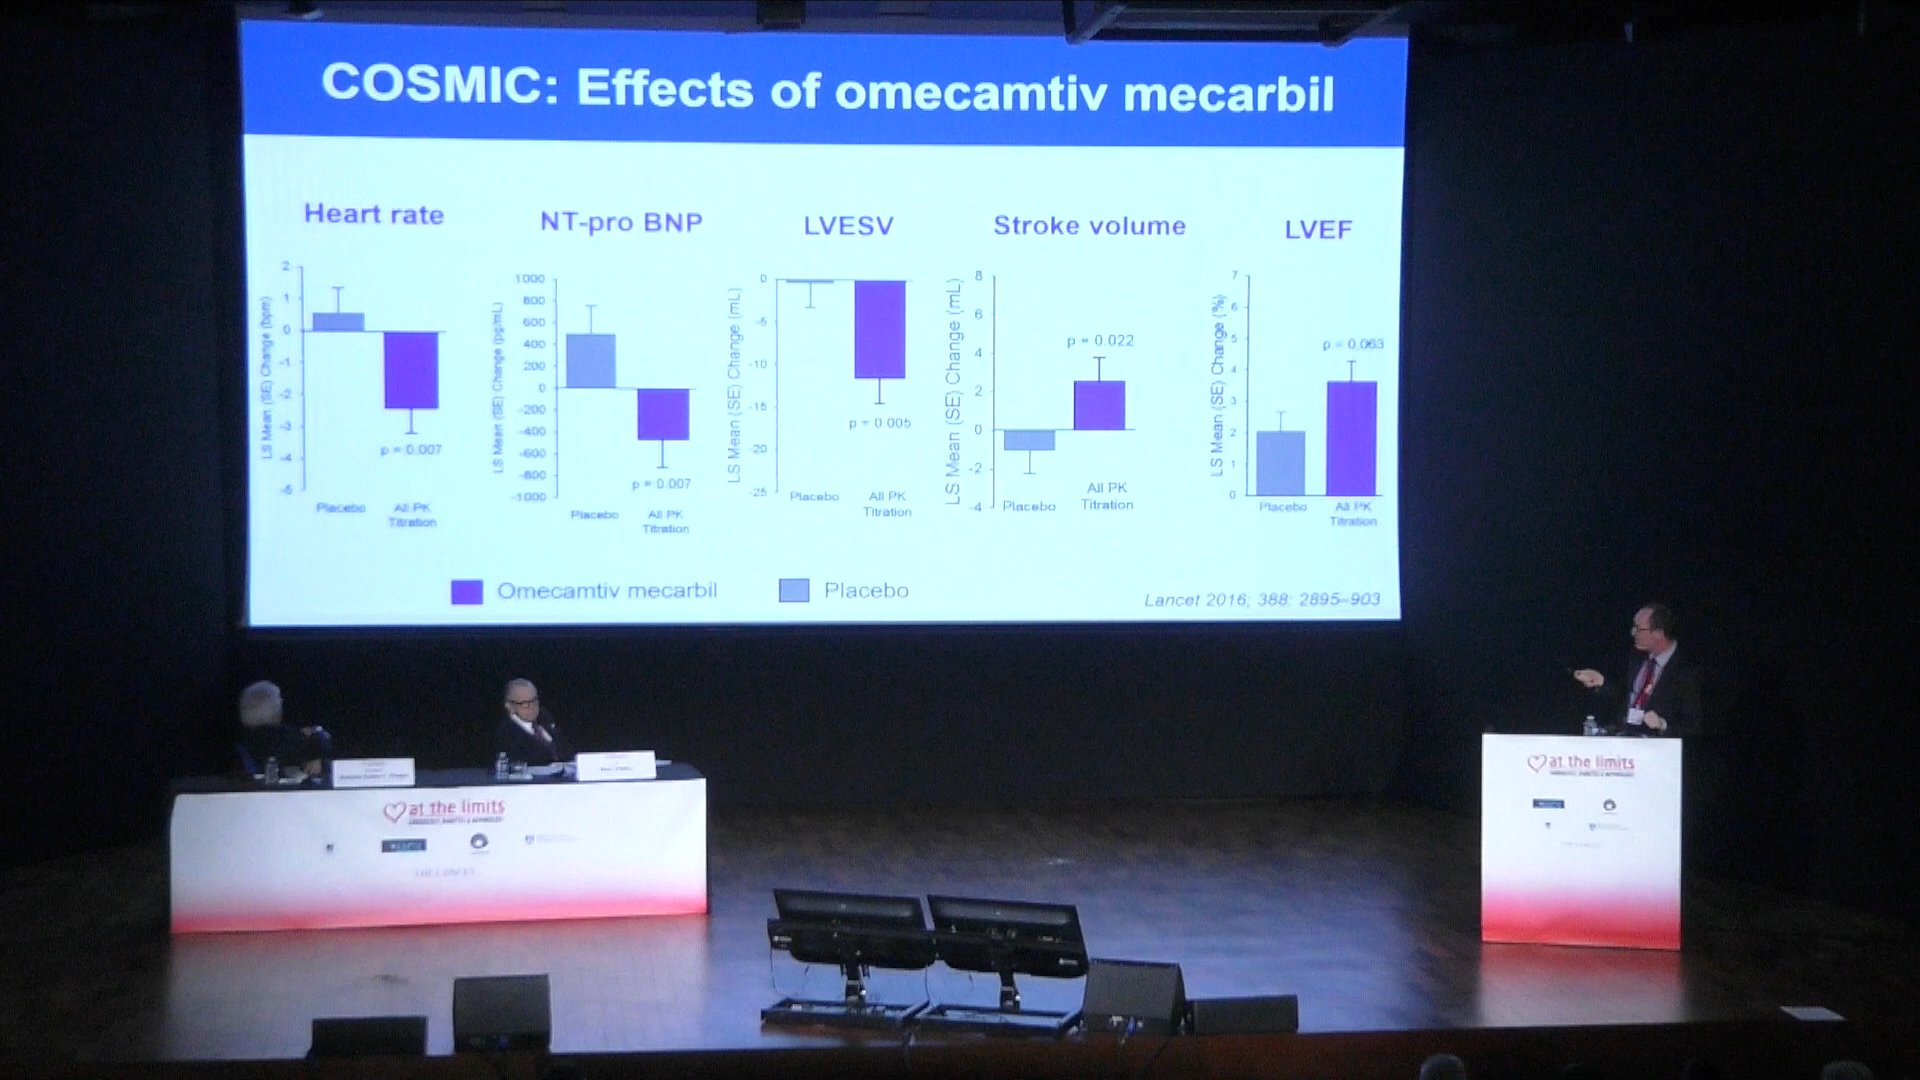 COSMIC: Effects of omecamtiv mecarbil
Heart rate
LS Mean (SE) Change (bpm)
2
1
0
-1
-2
-3
-4
-5
p = 0.007
Placebo
All PK
Titration
NT-pro BNP
LS Mean (SE) Change (pg/mL)
1000
800
600
400
200
0
-200
-400
-600
-800
-1000
p = 0.007
Placebo
All PK
Titration
LVESV
LS Mean (SE) Change (mL)
0
-5
-10
-15
-20
-25
p = 0.005
Placebo
All PK
Titration
Stroke volume
LS Mean (SE) Change (mL)
8
6
4
2
0
-2
-4
p = 0.022
Placebo
All PK
Titration
LVEF
LS Mean (SE) Change (%)
7
6
5
4
3
2
1
0
p = 0.063
Placebo
All PK
Titration
Omecamtiv mecarbil
Placebo
Lancet 2016; 388: 2895–903
at the limits
at the limits